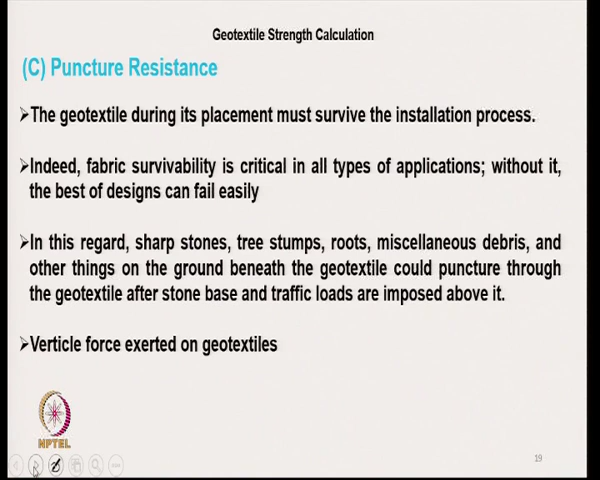 Geotextile Strength Calculation
(C) Puncture Resistance
➢The geotextile during its placement must survive the installation process.
➢Indeed, fabric survivability is critical in all types of applications; without it,
the best of designs can fail easily
➢In this regard, sharp stones, tree stumps, roots, miscellaneous debris, and
other things on the ground beneath the geotextile could puncture through
the geotextile after stone base and traffic loads are imposed above it.
➢Verticle force exerted on geotextiles
NPTEL
19